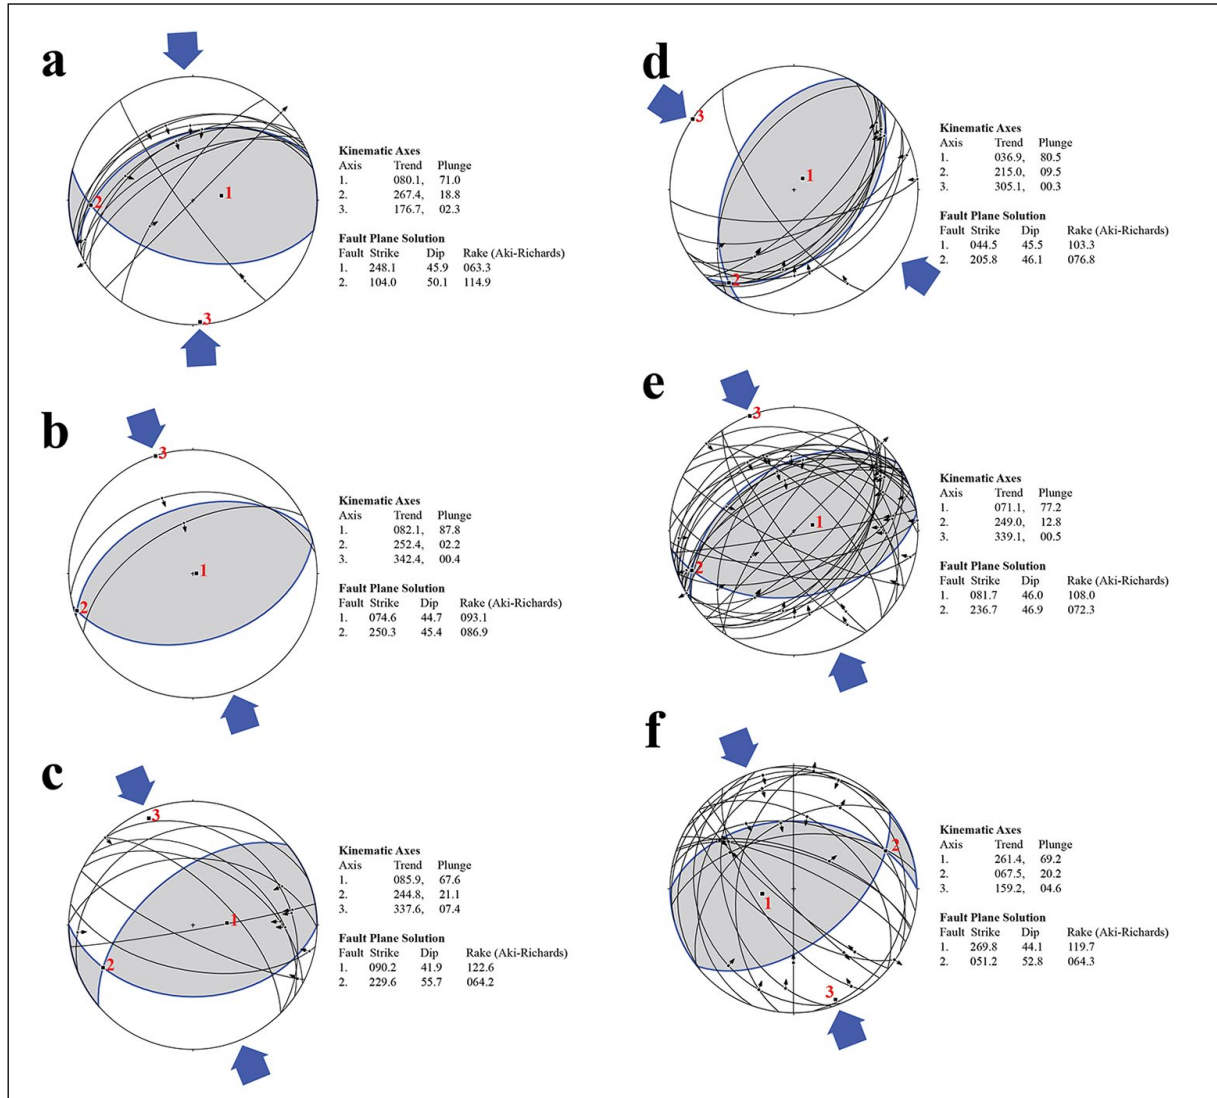 a
1
2
3
Kinematic Axes
Axis Trend Plunge
1. 080.1, 71.0
2. 267.4, 18.8
3. 176.7, 02.3
Fault Plane Solution
Fault Strike Dip Rake (Aki-Richards)
1. 248.1 45.9 063.3
2. 104.0 50.1 114.9
b
3
1
2
Kinematic Axes
Axis Trend Plunge
1. 082.1, 87.8
2. 252.4, 02.2
3. 342.4, 00.4
Fault Plane Solution
Fault Strike Dip Rake (Aki-Richards)
1. 074.6 44.7 093.1
2. 250.3 45.4 086.9
c
3
1
2
Kinematic Axes
Axis Trend Plunge
1. 085.9, 67.6
2. 244.8, 21.1
3. 337.6, 07.4
Fault Plane Solution
Fault Strike Dip Rake (Aki-Richards)
1. 090.2 41.9 122.6
2. 229.6 55.7 064.2
d
3
1
2
Kinematic Axes
Axis Trend Plunge
1. 036.9, 80.5
2. 215.0, 09.5
3. 305.1, 00.3
Fault Plane Solution
Fault Strike Dip Rake (Aki-Richards)
1. 044.5 45.5 103.3
2. 205.8 46.1 076.8
e
3
1
2
Kinematic Axes
Axis Trend Plunge
1. 071.1, 77.2
2. 249.0, 12.8
3. 339.1, 00.5
Fault Plane Solution
Fault Strike Dip Rake (Aki-Richards)
1. 081.7 46.0 108.0
2. 236.7 46.9 072.3
f
2
1
3
Kinematic Axes
Axis Trend Plunge
1. 261.4, 69.2
2. 067.5, 20.2
3. 159.2, 04.6
Fault Plane Solution
Fault Strike Dip Rake (Aki-Richards)
1. 269.8 44.1 119.7
2. 051.2 52.8 064.3